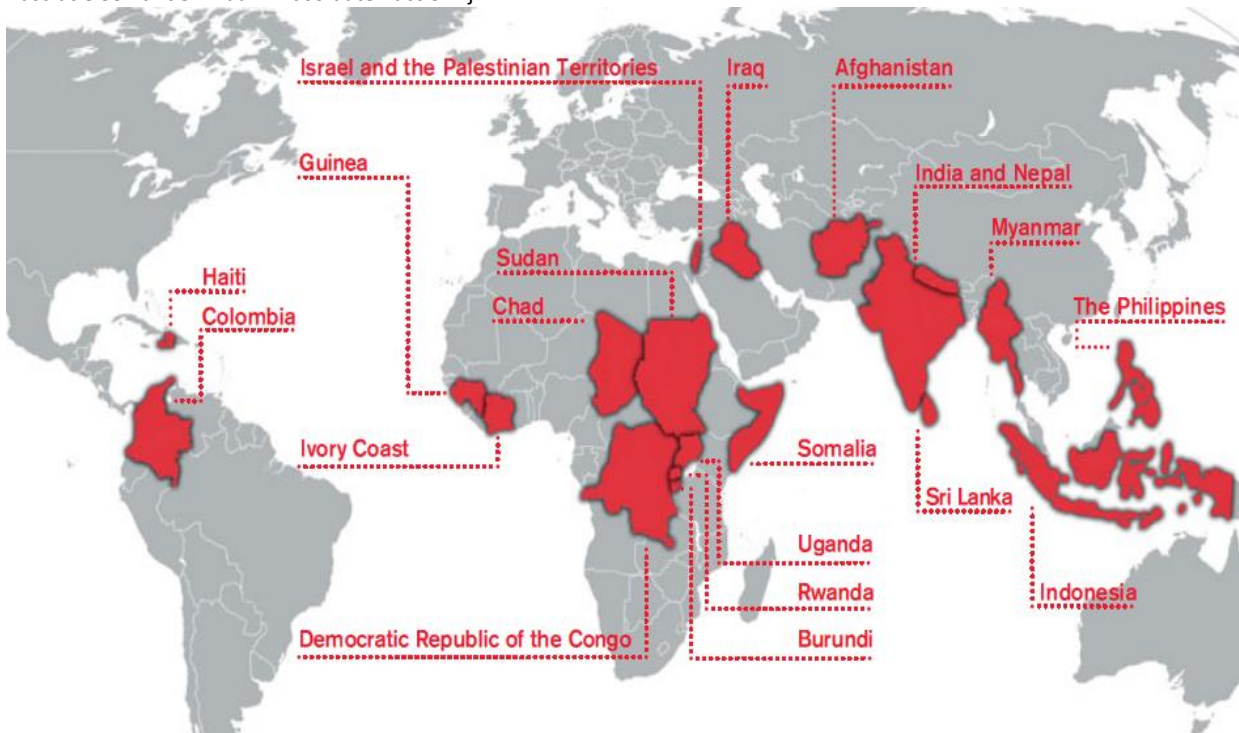 Israel and the Palestinian Territories
Iraq
Afghanistan
Guinea
India and Nepal
Myanmar
Sudan
Haiti
Chad
The Philippines
Colombia
Ivory Coast
Somalia
Sri Lanka
Uganda
Rwanda
Indonesia
Democratic Republic of the Congo
Burundi